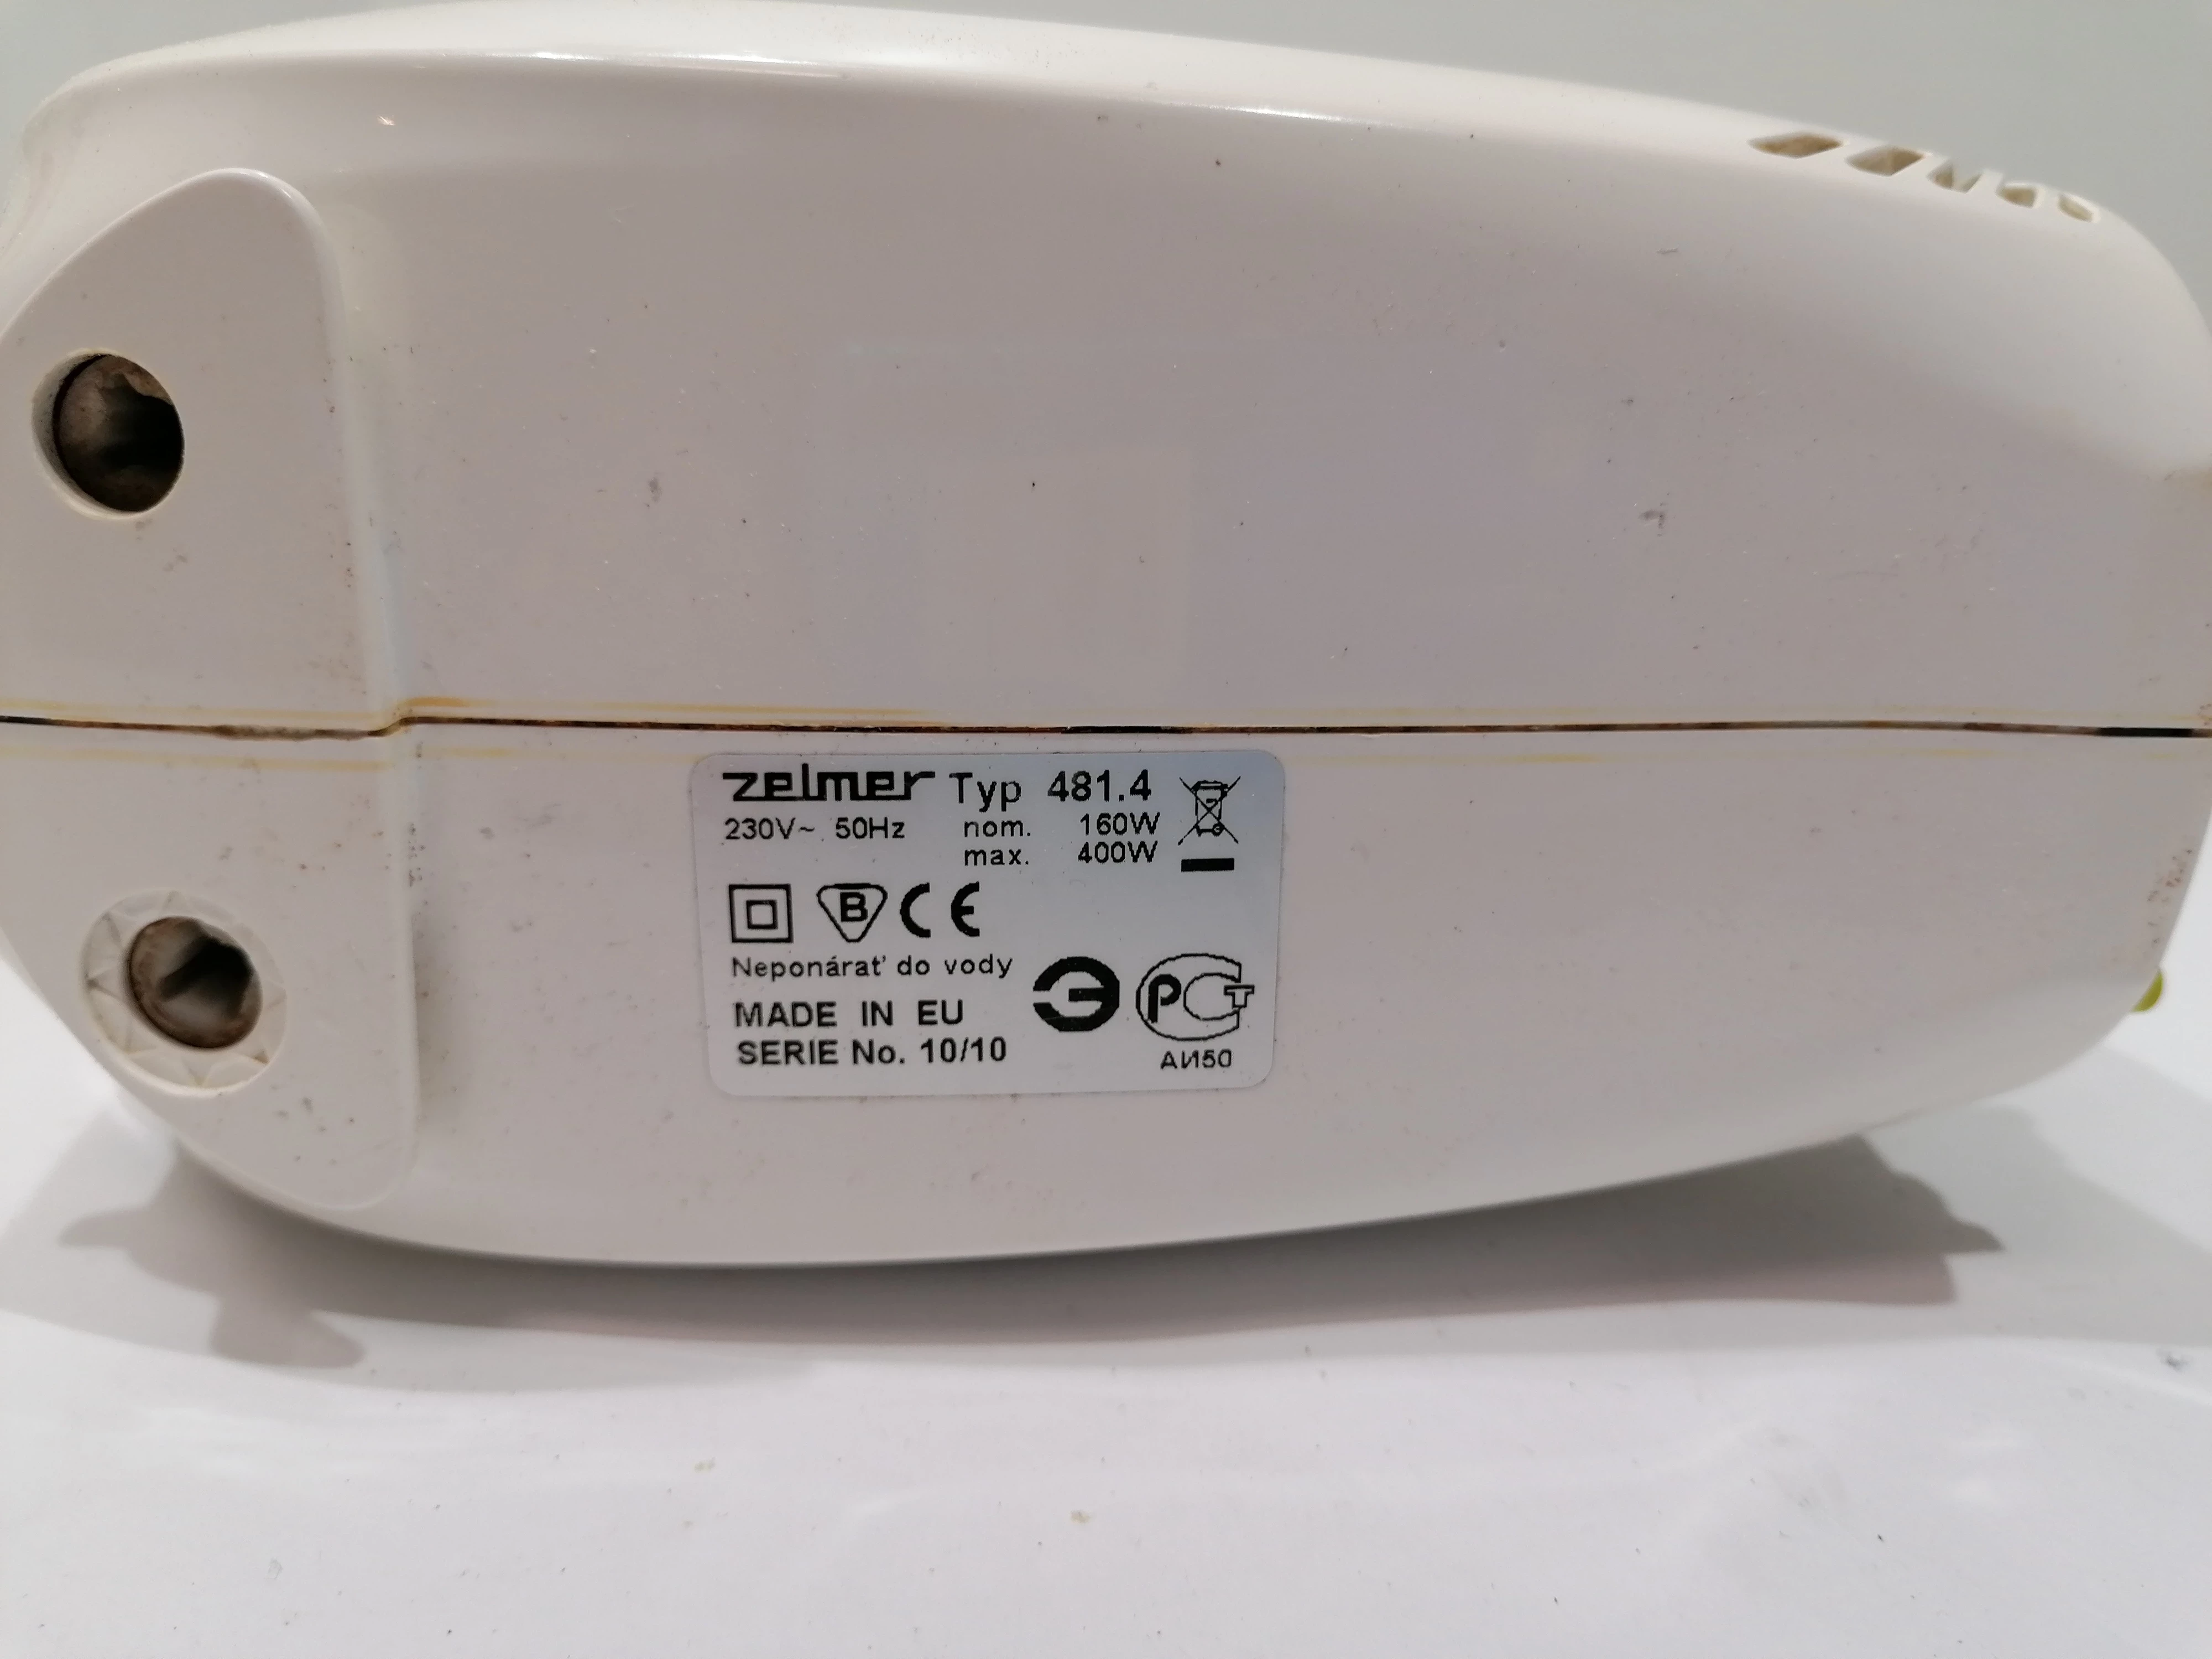 zelmer Typ 481.4
230V~ 50Hz nom. 160W
max. 400W
B CE
Neponárat' do vody
MADE IN EU
SERIE No. 10/10
Э РСТ
АИ50